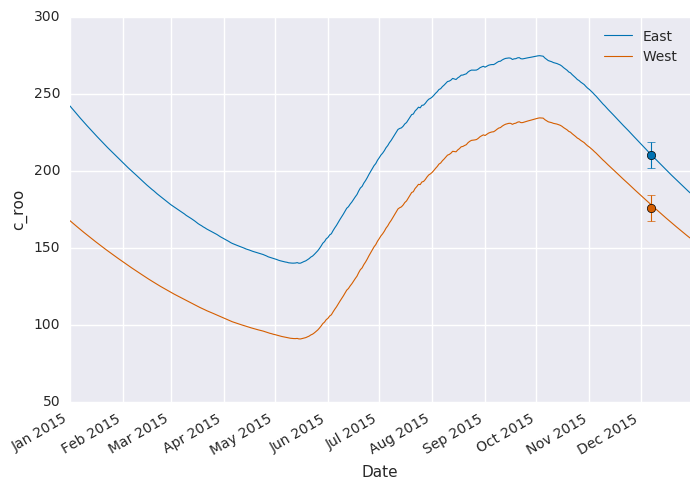 300
250
200
150
100
50
c_roo
East
West
Jan 2015
Feb 2015
Mar 2015
Apr 2015
May 2015
Jun 2015
Jul 2015
Aug 2015
Sep 2015
Oct 2015
Nov 2015
Dec 2015
Date